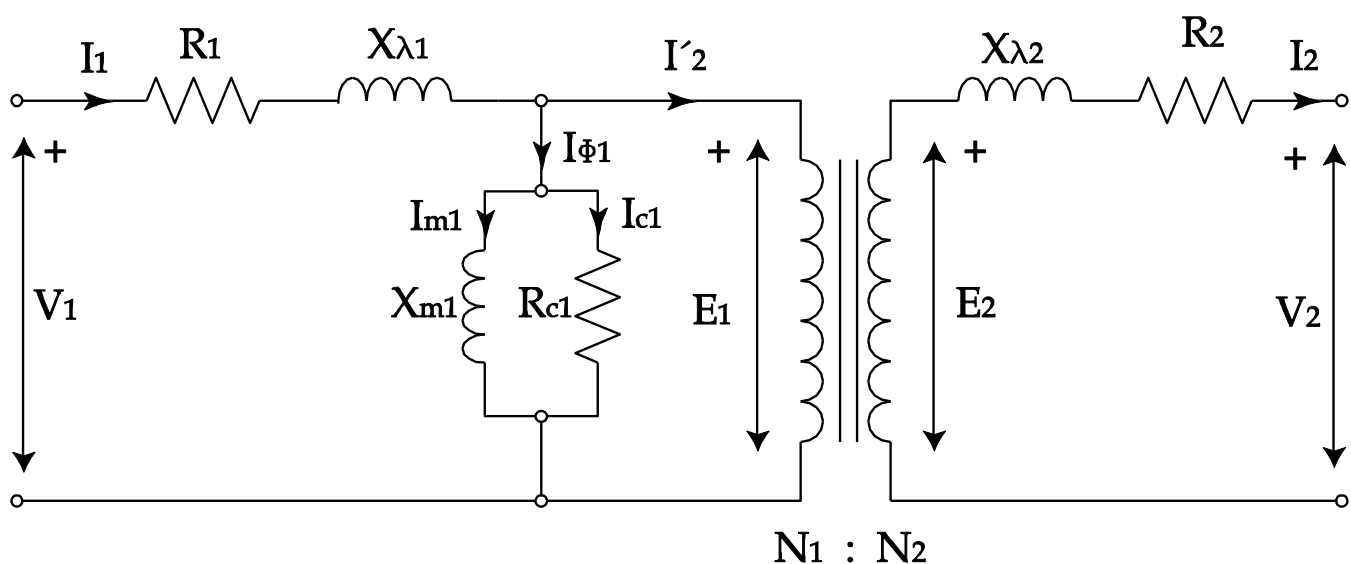 I1 R1 Xλ1 I´2 Xλ2 R2 I2
+ IΦ1 + + +
Im1 Ic1
V1 Xm1 Rc1 E1 E2 V2
N1 : N2